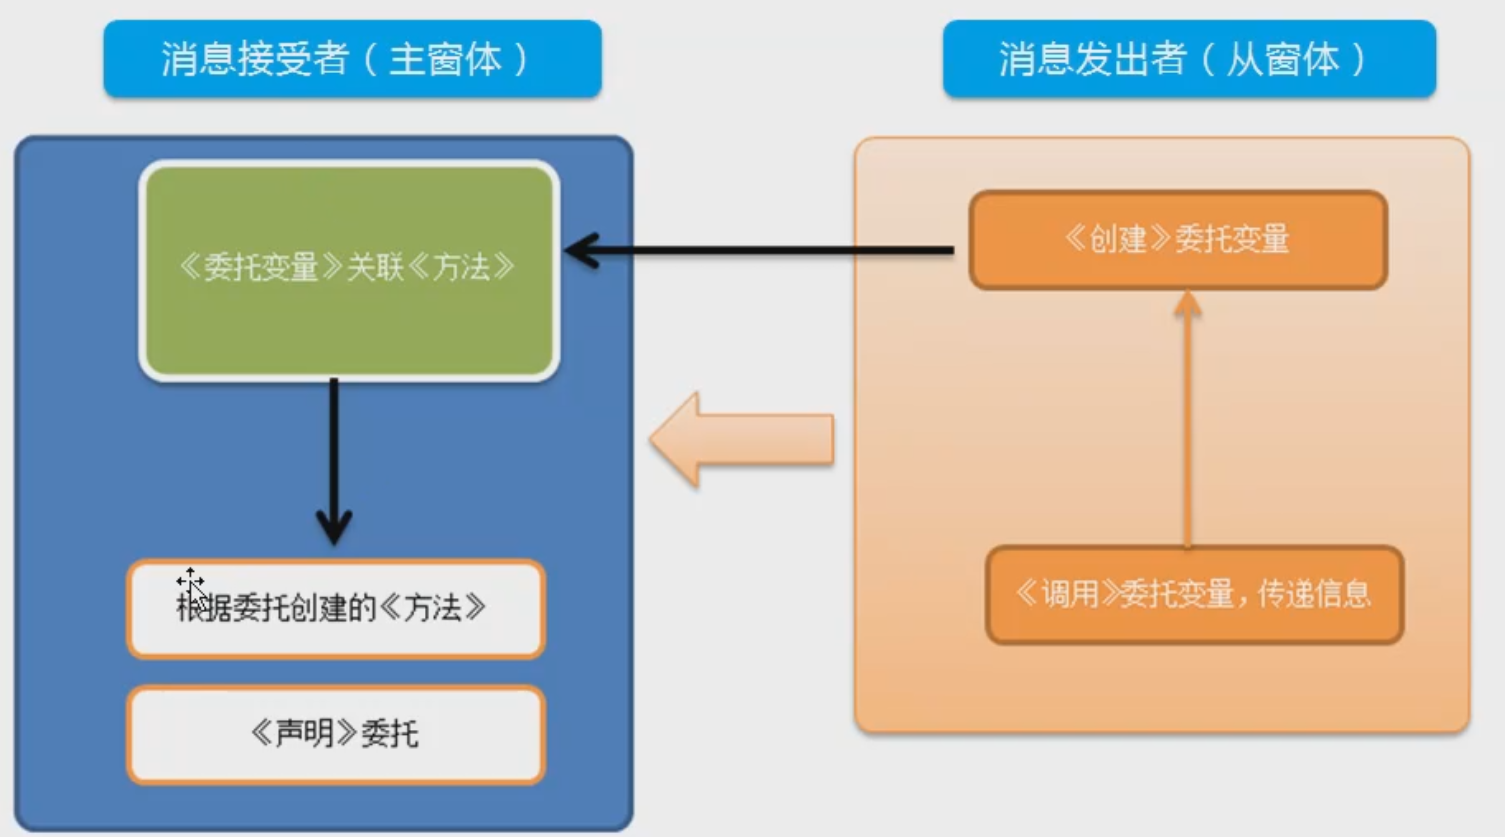 消息接受者（主窗体）
消息发出者（从窗体）
《委托变量》关联《方法》
《创建》委托变量
根据委托创建的《方法》
《调用》委托变量，传递信息
《声明》委托